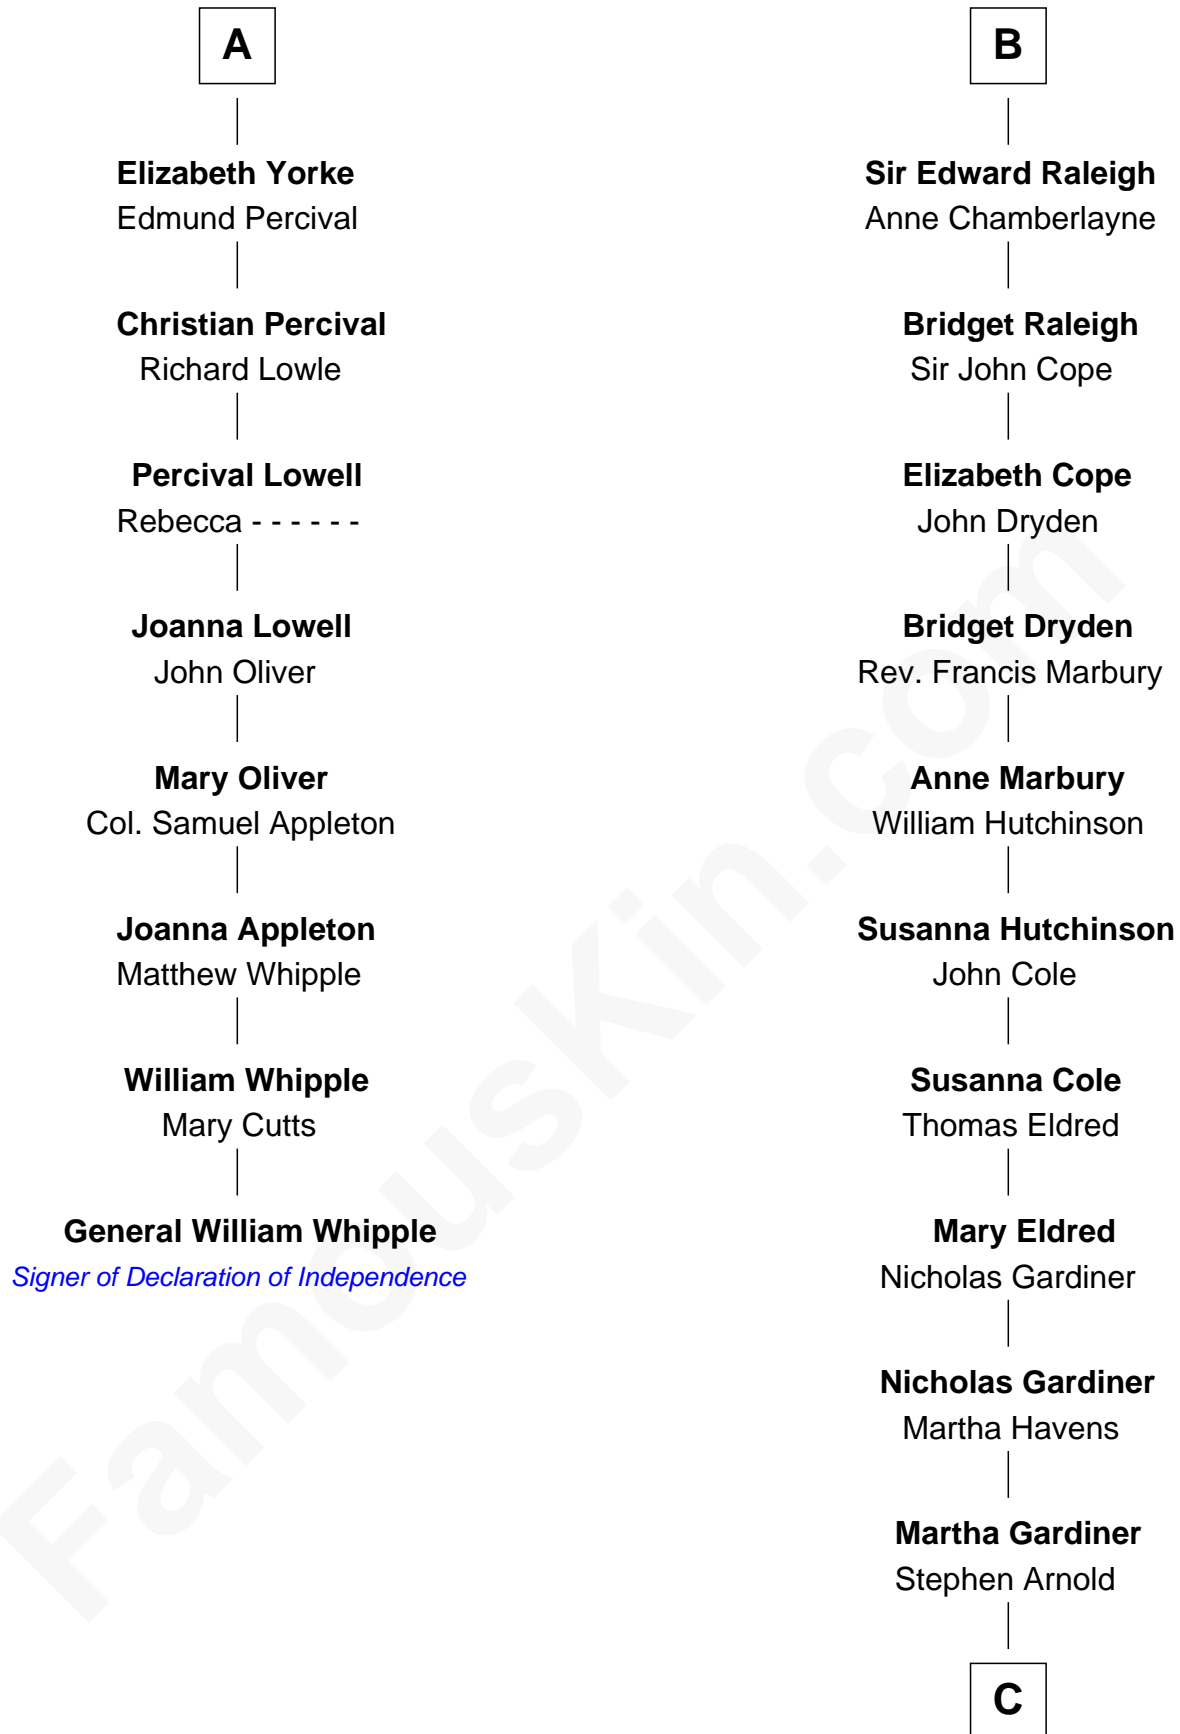 A
Elizabeth Yorke
Edmund Percival
Christian Percival
Richard Lowle
Percival Lowell
Rebecca - - - - - -
Joanna Lowell
John Oliver
Mary Oliver
Col. Samuel Appleton
Joanna Appleton
Matthew Whipple
William Whipple
Mary Cutts
General William Whipple
Signer of Declaration of Independence
B
Sir Edward Raleigh
Anne Chamberlayne
Bridget Raleigh
Sir John Cope
Elizabeth Cope
John Dryden
Bridget Dryden
Rev. Francis Marbury
Anne Marbury
William Hutchinson
Susanna Hutchinson
John Cole
Susanna Cole
Thomas Eldred
Mary Eldred
Nicholas Gardiner
Nicholas Gardiner
Martha Havens
Martha Gardiner
Stephen Arnold
C
FamousKin.com